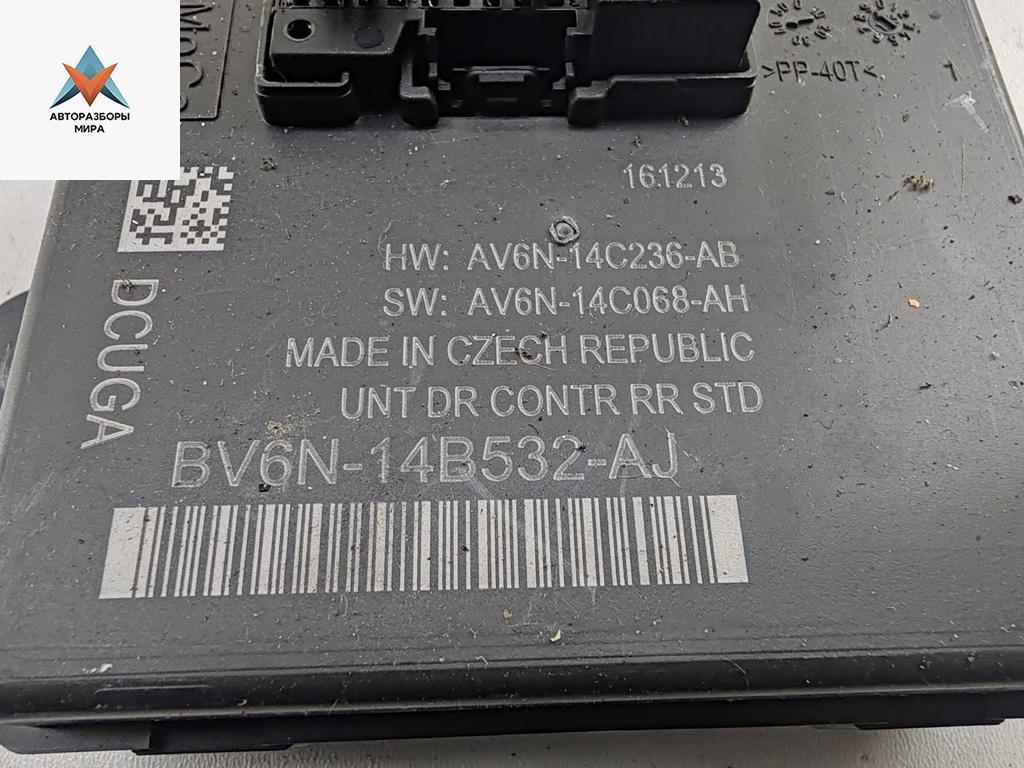 АВТОРАЗБОРЫ
МИРА
>PP-40T<
161213
HW: AV6N-14C236-AB
SW: AV6N-14C068-AH
MADE IN CZECH REPUBLIC
UNT DR CONTR RR STD
DCUGA
BV6N-14B532-AJ